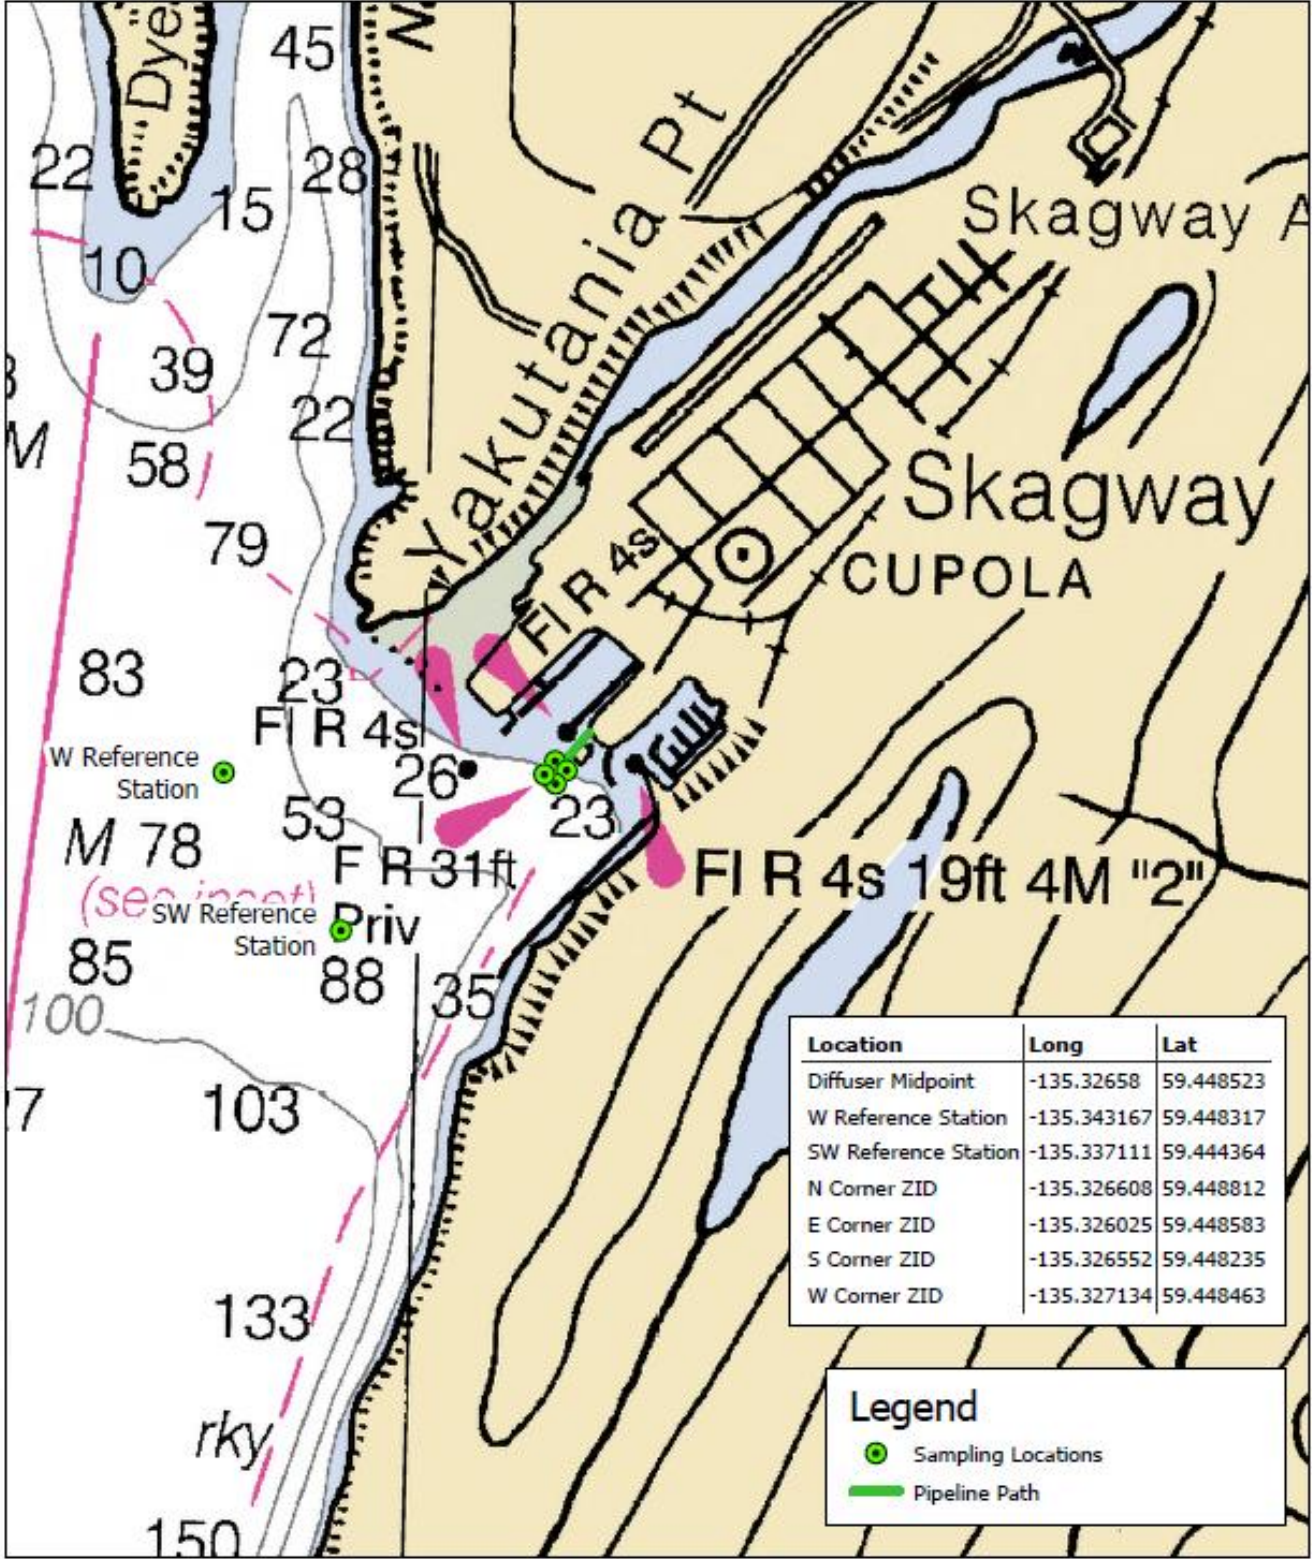 Dye
45
22
28
15
10
Yakutania Pt
Skagway A
72
39
22
M
58
Skagway
79
Fl R 4s
CUPOLA
83
23
Fl R 4s
W Reference
Station
26
53
23
M 78
F R 31ft
Fl R 4s 19ft 4M "2"
(see inset)
SW Reference
Station
Priv
85
88
35
100
103
133
rky
150
Location Long Lat
Diffuser Midpoint -135.32658 59.448523
W Reference Station -135.343167 59.448317
SW Reference Station -135.337111 59.444364
N Corner ZID -135.326608 59.448812
E Corner ZID -135.326025 59.448583
S Corner ZID -135.326552 59.448235
W Corner ZID -135.327134 59.448463
Legend
Sampling Locations
Pipeline Path